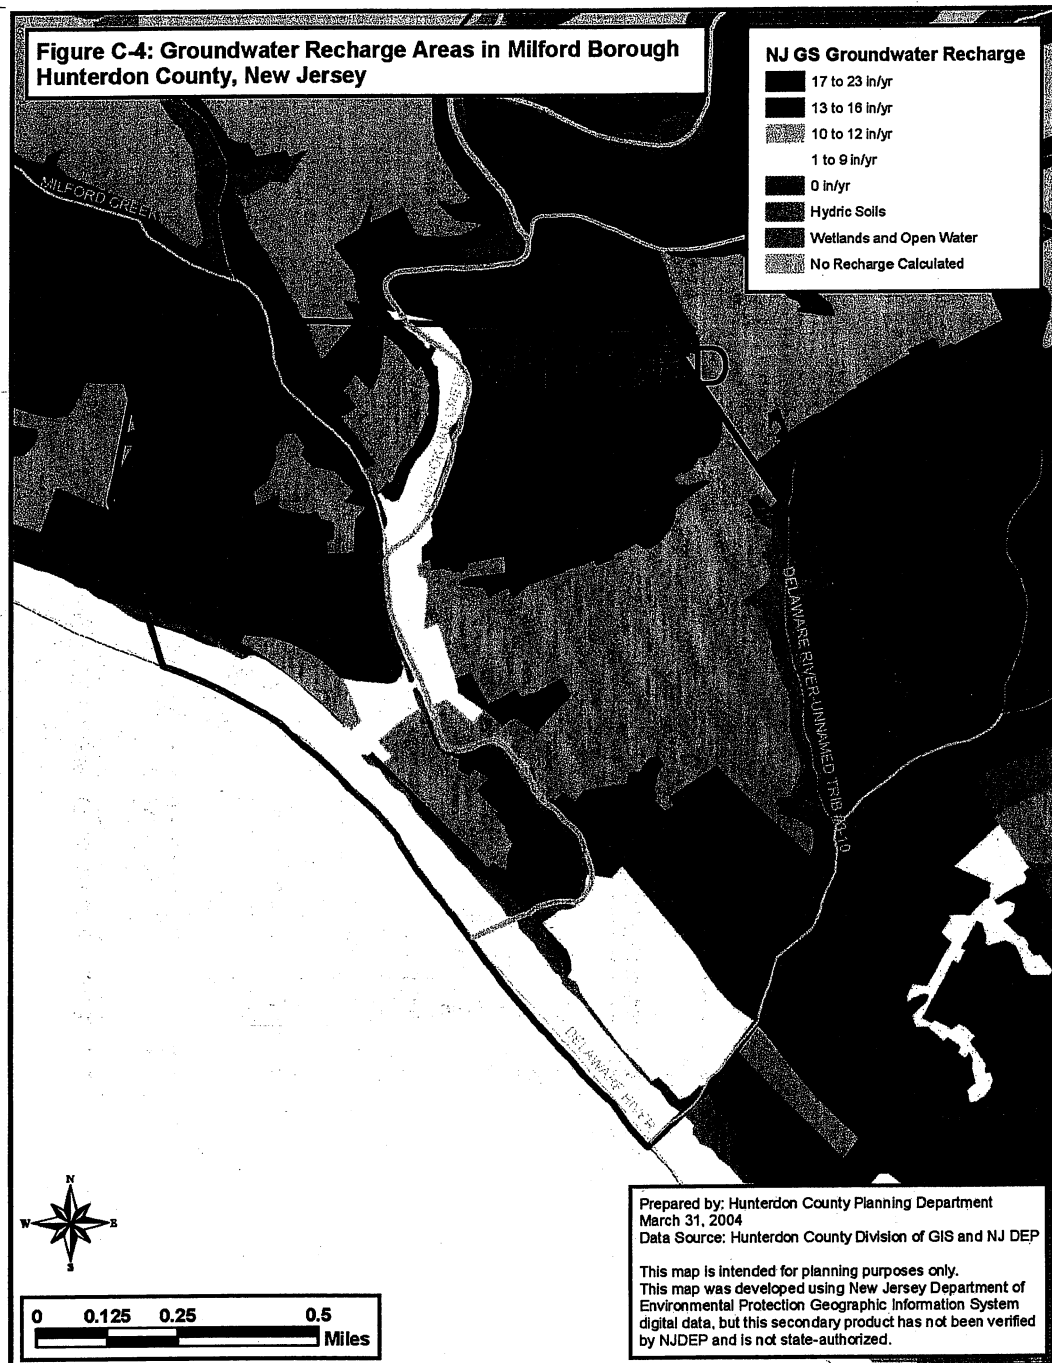 Figure C-4: Groundwater Recharge Areas in Milford Borough
Hunterdon County, New Jersey
NJ GS Groundwater Recharge
17 to 23 in/yr
13 to 16 in/yr
10 to 12 in/yr
1 to 9 in/yr
0 in/yr
Hydric Soils
Wetlands and Open Water
No Recharge Calculated
MILFORD CREEK
D
DELAWARE RIVER UNNAMED TRIB
DELAWARE RIVER
N
W E
S
0 0.125 0.25 0.5
Miles
Prepared by: Hunterdon County Planning Department
March 31, 2004
Data Source: Hunterdon County Division of GIS and NJ DEP
This map is intended for planning purposes only.
This map was developed using New Jersey Department of
Environmental Protection Geographic Information System
digital data, but this secondary product has not been verified
by NJDEP and is not state-authorized.